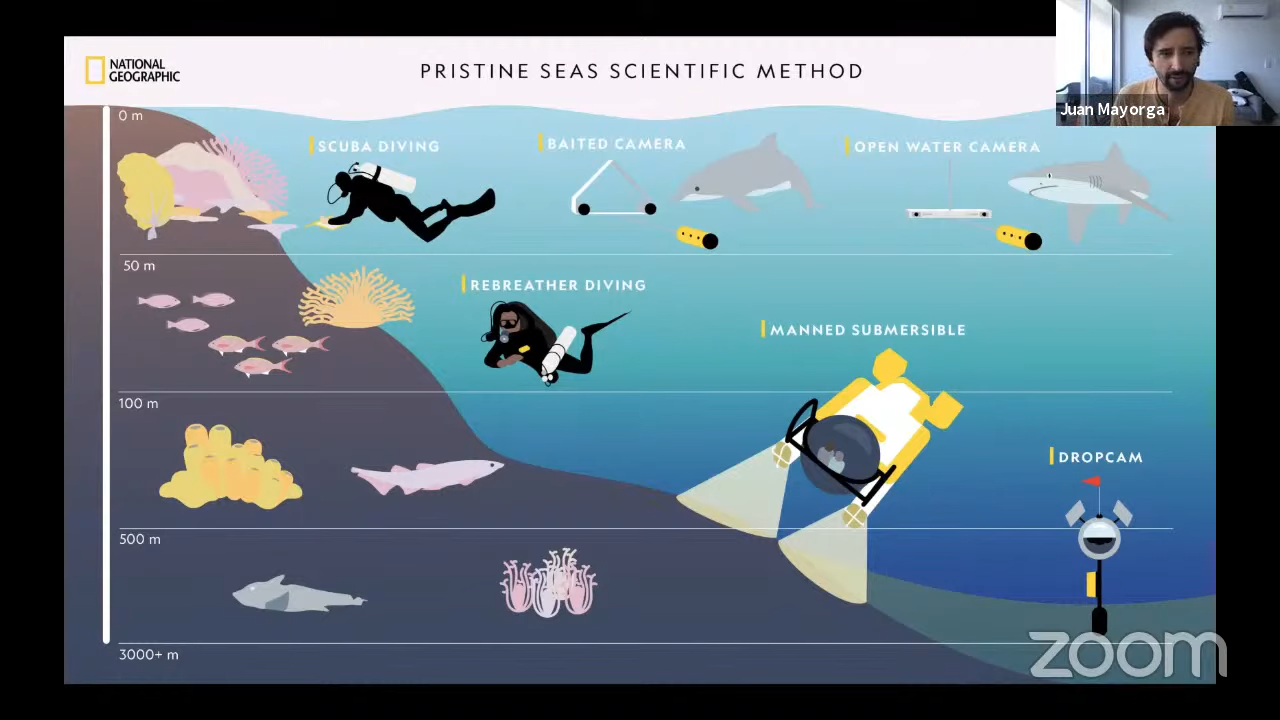 NATIONAL
GEOGRAPHIC
PRISTINE SEAS SCIENTIFIC METHOD
Juan Mayorga
0 m
SCUBA DIVING
BAITED CAMERA
OPEN WATER CAMERA
50 m
REBREATHER DIVING
MANNED SUBMERSIBLE
100 m
DROPCAM
500 m
3000+ m
zoom